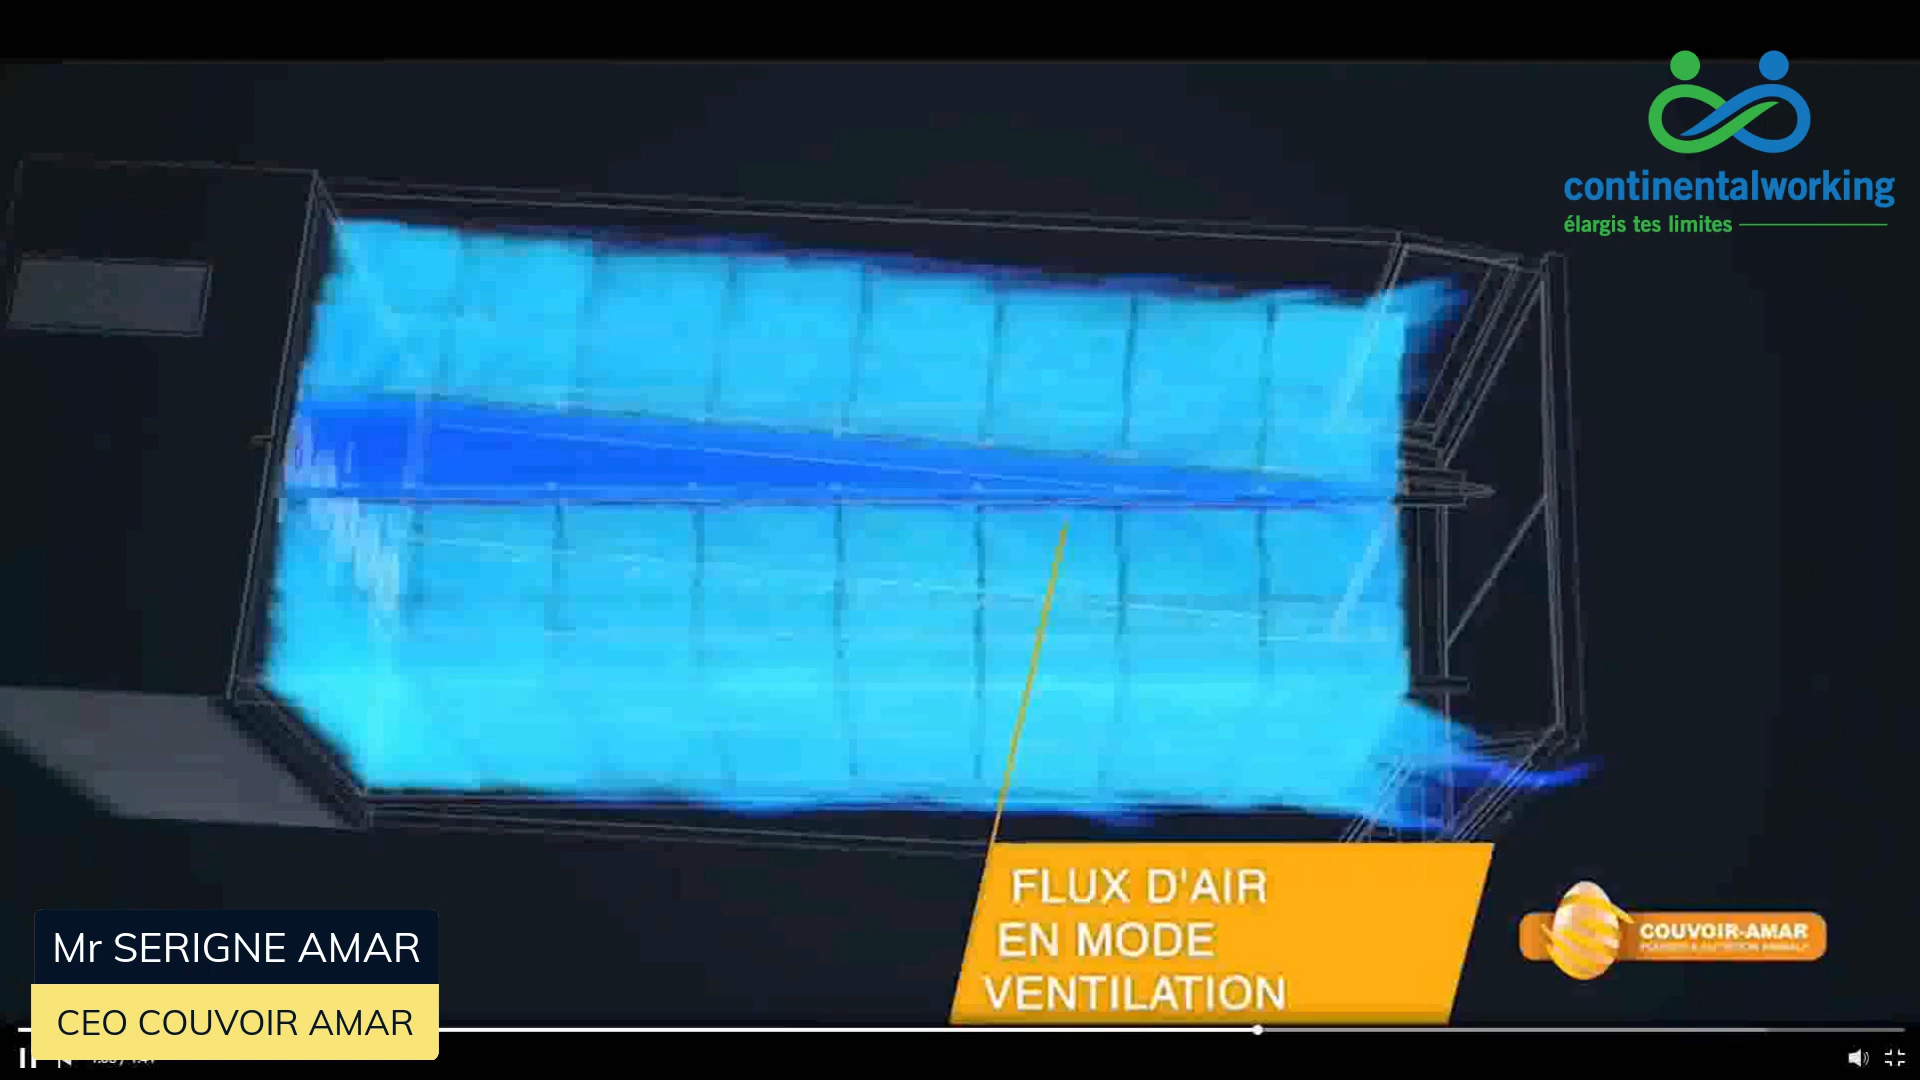 continentalworking
élargis tes limites
FLUX D'AIR
EN MODE
VENTILATION
COUVOIR-AMAR
Mr SERIGNE AMAR
CEO COUVOIR AMAR